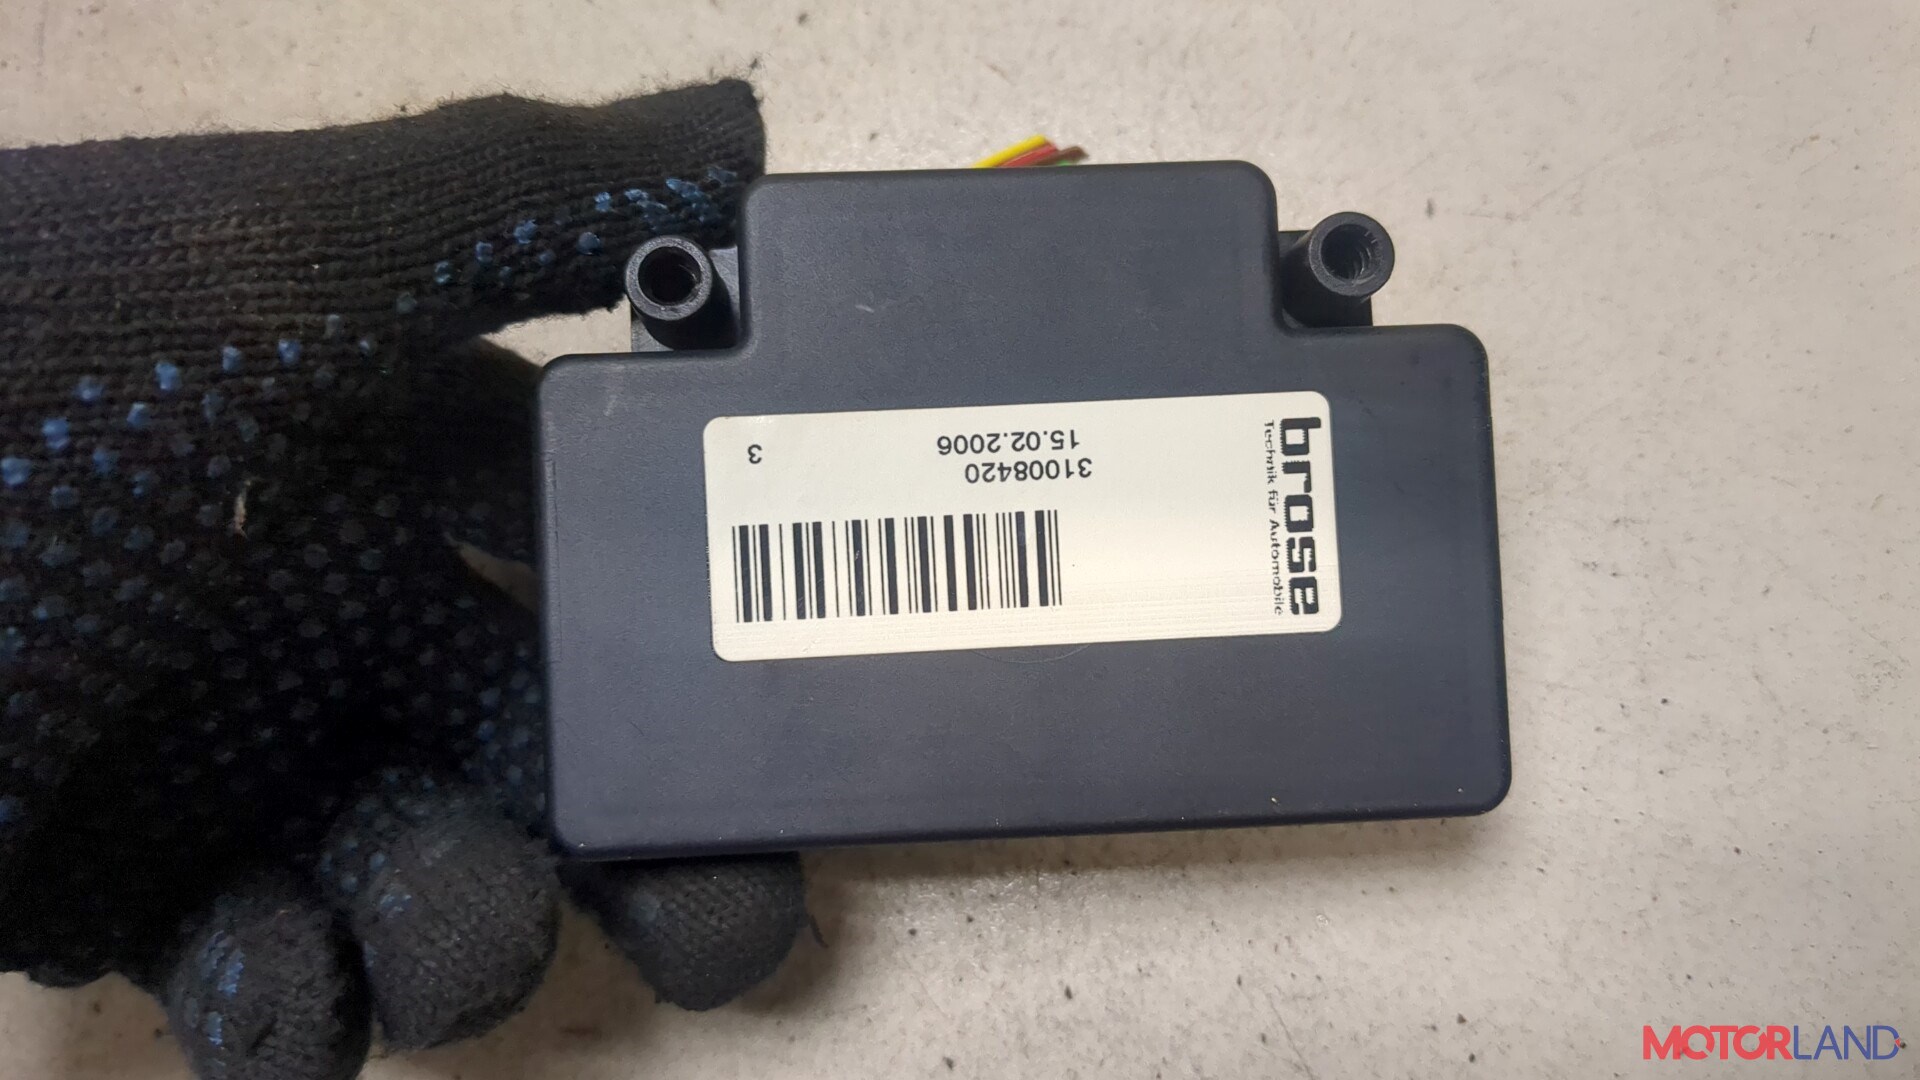 brose
Technik für Automobile
31008420
15.02.2006
3
MOTORLAND